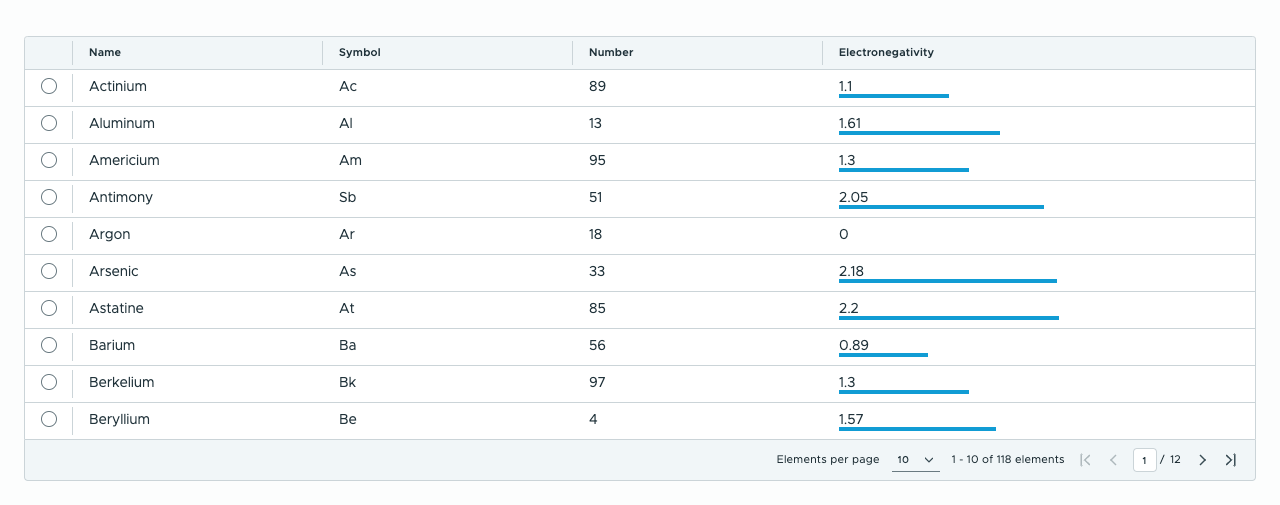 Name Symbol Number Electronegativity
Actinium Ac 89 1.1
Aluminum Al 13 1.61
Americium Am 95 1.3
Antimony Sb 51 2.05
Argon Ar 18 0
Arsenic As 33 2.18
Astatine At 85 2.2
Barium Ba 56 0.89
Berkelium Bk 97 1.3
Beryllium Be 4 1.57
Elements per page 10 1 - 10 of 118 elements 1 / 12